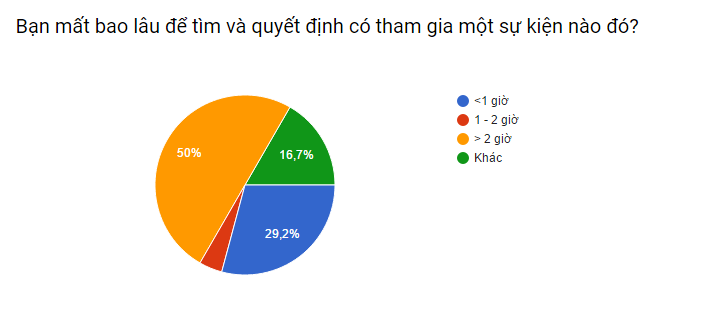 Bạn mất bao lâu để tìm và quyết định có tham gia một sự kiện nào đó?
<1 giờ
1 - 2 giờ
> 2 giờ
Khác
50%
16,7%
29,2%